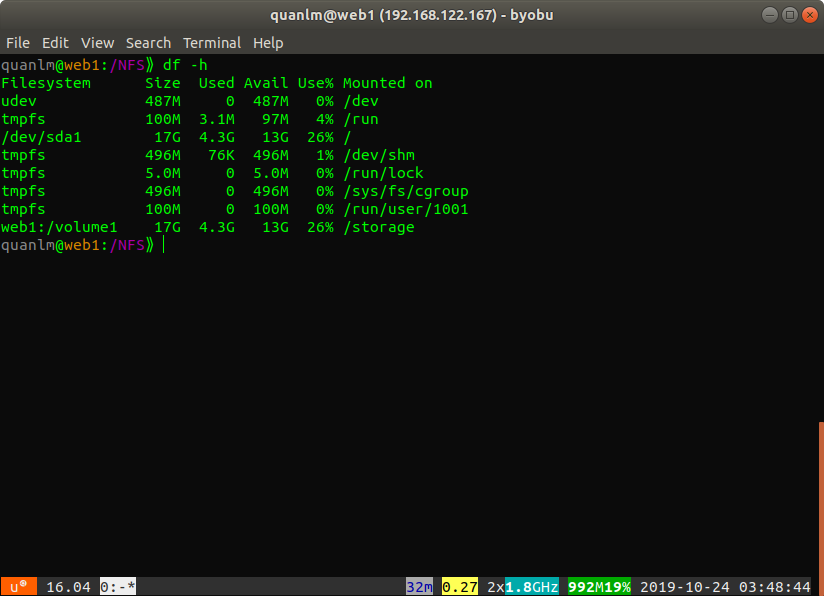 quanlm@web1 (192.168.122.167) - byobu
File Edit View Search Terminal Help
quanlm@web1:/NFS⟫ df -h
Filesystem      Size  Used Avail Use% Mounted on
udev            487M     0  487M   0% /dev
tmpfs           100M  3.1M   97M   4% /run
/dev/sda1        17G  4.3G   13G  26% /
tmpfs           496M   76K  496M   1% /dev/shm
tmpfs           5.0M     0  5.0M   0% /run/lock
tmpfs           496M     0  496M   0% /sys/fs/cgroup
tmpfs           100M     0  100M   0% /run/user/1001
web1:/volume1    17G  4.3G   13G  26% /storage
quanlm@web1:/NFS⟫
u® 16.04 0:-* 32m 0.27 2x1.8GHz 992M19% 2019-10-24 03:48:44